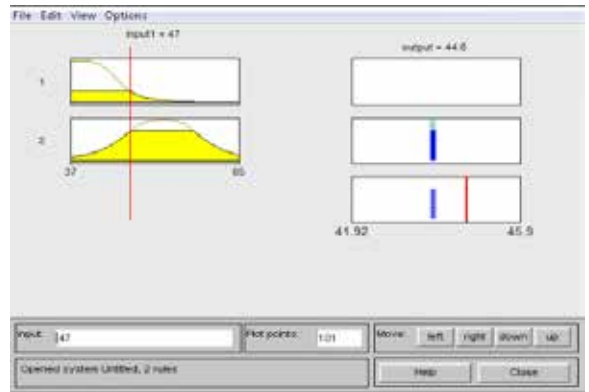 File Edit View Options
input1 = 47
output = 44.6
1
2
37
65
41.92
45.9
Input: 47
Plot points: 101
Move: left right down up
Opened system Untitled, 2 rules
Help
Close